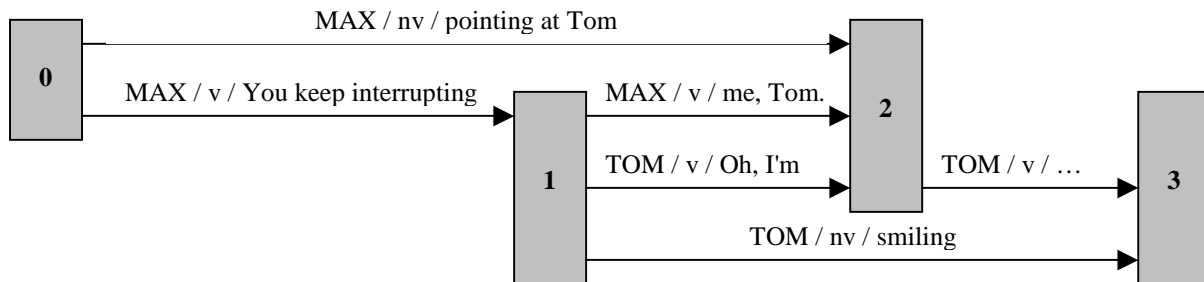 MAX / nv / pointing at Tom
0
MAX / v / You keep interrupting
MAX / v / me, Tom.
2
1
TOM / v / Oh, I'm
TOM / v / …
3
TOM / nv / smiling